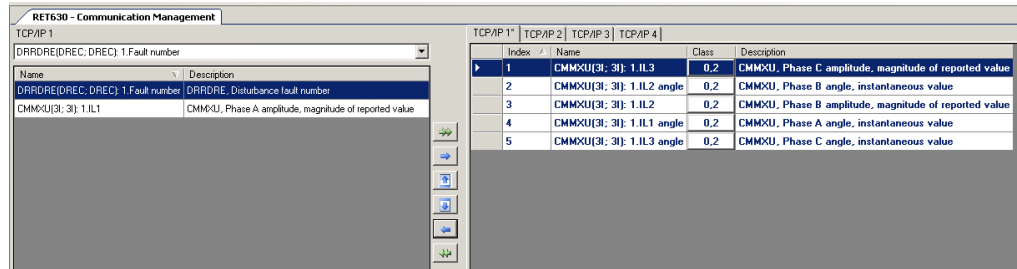 RET630 - Communication Management
TCP/IP 1
DRRDRE(DREC; DREC): 1.Fault number
Name Description
DRRDRE(DREC; DREC): 1.Fault number DRRDRE, Disturbance fault number
CMMXU(3I; 3I): 1.IL1 CMMXU, Phase A amplitude, magnitude of reported value
TCP/IP 1* TCP/IP 2 TCP/IP 3 TCP/IP 4
Index Name Class Description
1 CMMXU(3I; 3I): 1.IL3 0,2 CMMXU, Phase C amplitude, magnitude of reported value
2 CMMXU(3I; 3I): 1.IL2 angle 0,2 CMMXU, Phase B angle, instantaneous value
3 CMMXU(3I; 3I): 1.IL2 0,2 CMMXU, Phase B amplitude, magnitude of reported value
4 CMMXU(3I; 3I): 1.IL1 angle 0,2 CMMXU, Phase A angle, instantaneous value
5 CMMXU(3I; 3I): 1.IL3 angle 0,2 CMMXU, Phase C angle, instantaneous value